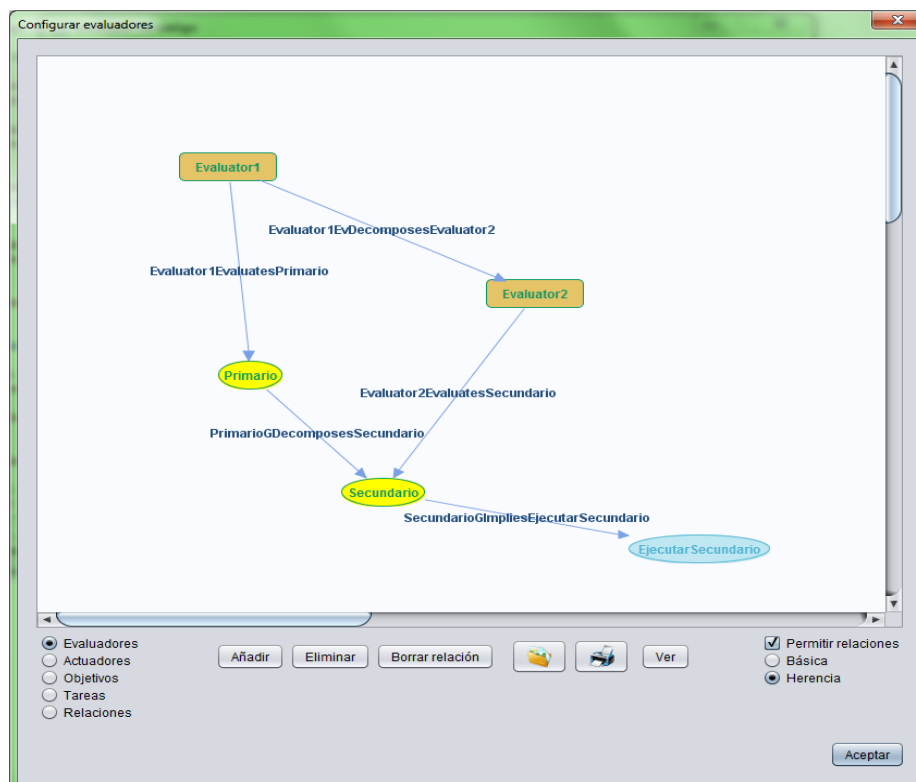 Configurar evaluadores
Evaluator1
Evaluator1EvDecomposesEvaluator2
Evaluator1EvaluatesPrimario
Evaluator2
Primario
Evaluator2EvaluatesSecundario
PrimarioGDecomposesSecundario
Secundario
SecundarioGImpliesEjecutarSecundario
EjecutarSecundario
Evaluadores
Actuadores
Objetivos
Tareas
Relaciones
Añadir
Eliminar
Borrar relación
Ver
Permitir relaciones
Básica
Herencia
Aceptar